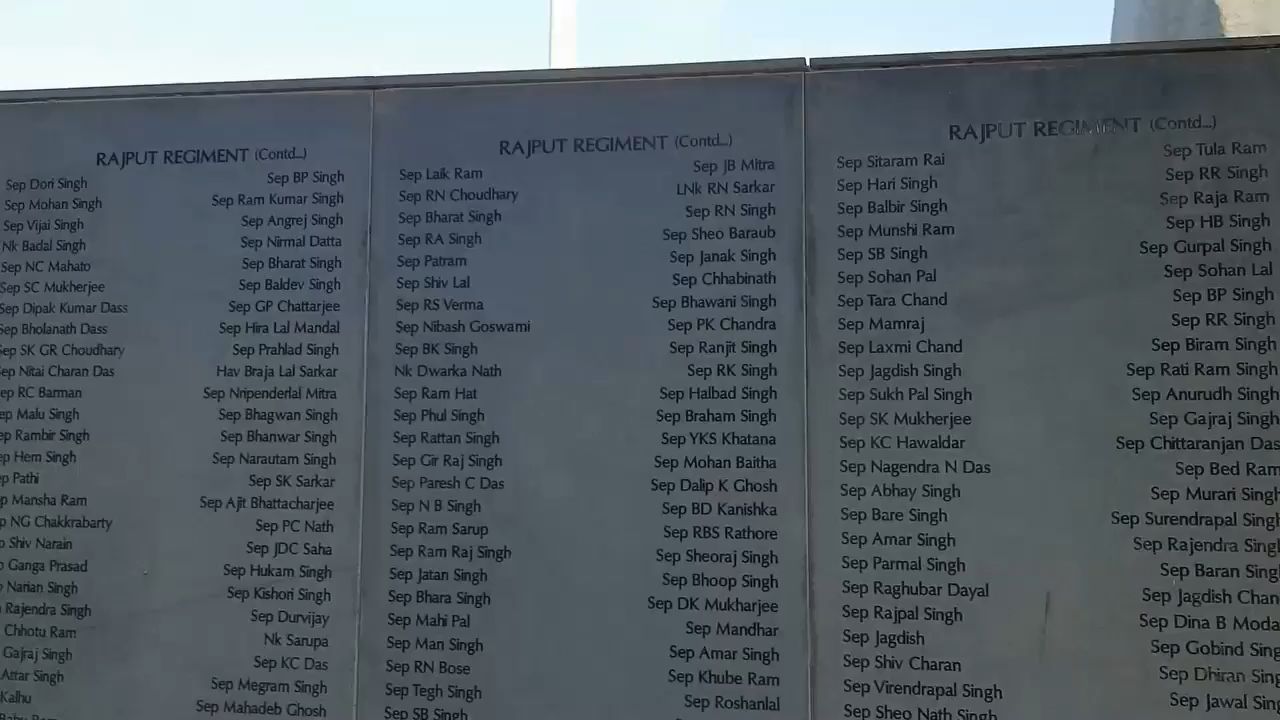 RAJPUT REGIMENT (Contd...)
Sep Dori Singh
Sep Mohan Singh
Sep Vijai Singh
Nk Badal Singh
Sep NC Mahato
Sep SC Mukherjee
Sep Dipak Kumar Dass
Sep Bholanath Dass
Sep SK GR Choudhary
Sep Nitai Charan Das
ep RC Barman
ep Malu Singh
ep Rambir Singh
ep Hem Singh
p Pathi
p Mansha Ram
p NG Chakkrabarty
Shiv Narain
Ganga Prasad
Narian Singh
Rajendra Singh
Chhotu Ram
Gajraj Singh
Attar Singh
Kalhu
Sep BP Singh
Sep Ram Kumar Singh
Sep Angrej Singh
Sep Nirmal Datta
Sep Bharat Singh
Sep Baldev Singh
Sep GP Chattarjee
Sep Hira Lal Mandal
Sep Prahlad Singh
Hav Braja Lal Sarkar
Sep Nripenderlal Mitra
Sep Bhagwan Singh
Sep Bhanwar Singh
Sep Narautam Singh
Sep SK Sarkar
Sep Ajit Bhattacharjee
Sep PC Nath
Sep JDC Saha
Sep Hukam Singh
Sep Kishori Singh
Sep Durvijay
Nk Sarupa
Sep KC Das
Sep Megram Singh
Sep Mahadeb Ghosh
RAJPUT REGIMENT (Contd...)
Sep Laik Ram
Sep RN Choudhary
Sep Bharat Singh
Sep RA Singh
Sep Patram
Sep Shiv Lal
Sep RS Verma
Sep Nibash Goswami
Sep BK Singh
Nk Dwarka Nath
Sep Ram Hat
Sep Phul Singh
Sep Rattan Singh
Sep Gir Raj Singh
Sep Paresh C Das
Sep N B Singh
Sep Ram Sarup
Sep Ram Raj Singh
Sep Jatan Singh
Sep Bhara Singh
Sep Mahi Pal
Sep Man Singh
Sep RN Bose
Sep Tegh Singh
Sep SB Singh
Sep JB Mitra
LNk RN Sarkar
Sep RN Singh
Sep Sheo Baraub
Sep Janak Singh
Sep Chhabinath
Sep Bhawani Singh
Sep PK Chandra
Sep Ranjit Singh
Sep RK Singh
Sep Halbad Singh
Sep Braham Singh
Sep YKS Khatana
Sep Mohan Baitha
Sep Dalip K Ghosh
Sep BD Kanishka
Sep RBS Rathore
Sep Sheoraj Singh
Sep Bhoop Singh
Sep DK Mukharjee
Sep Mandhar
Sep Amar Singh
Sep Khube Ram
Sep Roshanlal
RAJPUT REGIMENT (Contd...)
Sep Sitaram Rai
Sep Hari Singh
Sep Balbir Singh
Sep Munshi Ram
Sep SB Singh
Sep Sohan Pal
Sep Tara Chand
Sep Mamraj
Sep Laxmi Chand
Sep Jagdish Singh
Sep Sukh Pal Singh
Sep SK Mukherjee
Sep KC Hawaldar
Sep Nagendra N Das
Sep Abhay Singh
Sep Bare Singh
Sep Amar Singh
Sep Parmal Singh
Sep Raghubar Dayal
Sep Rajpal Singh
Sep Jagdish
Sep Shiv Charan
Sep Virendrapal Singh
Sep Sheo Nath Singh
Sep Tula Ram
Sep RR Singh
Sep Raja Ram
Sep HB Singh
Sep Gurpal Singh
Sep Sohan Lal
Sep BP Singh
Sep RR Singh
Sep Biram Singh
Sep Rati Ram Singh
Sep Anurudh Singh
Sep Gajraj Singh
Sep Chittaranjan Das
Sep Bed Ram
Sep Murari Singh
Sep Surendrapal Singh
Sep Rajendra Singh
Sep Baran Sing
Sep Jagdish Chan
Sep Dina B Moda
Sep Gobind Sing
Sep Dhiran Sing
Sep Jawal Sin